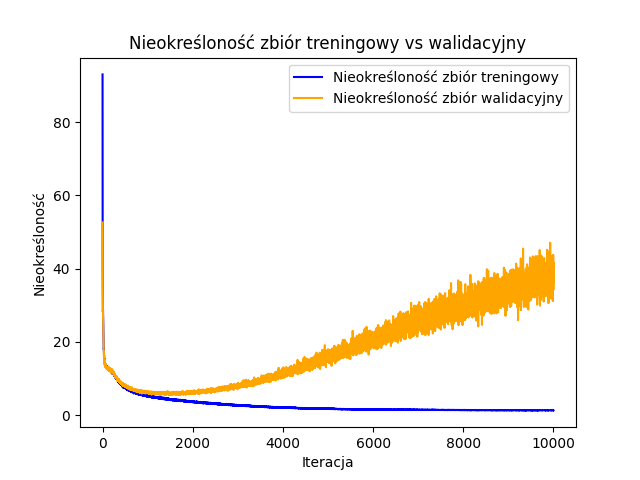 Nieokreśloność zbiór treningowy vs walidacyjny
Nieokreśloność zbiór treningowy
Nieokreśloność zbiór walidacyjny
Nieokreśloność
80
60
40
20
0
0 2000 4000 6000 8000 10000
Iteracja